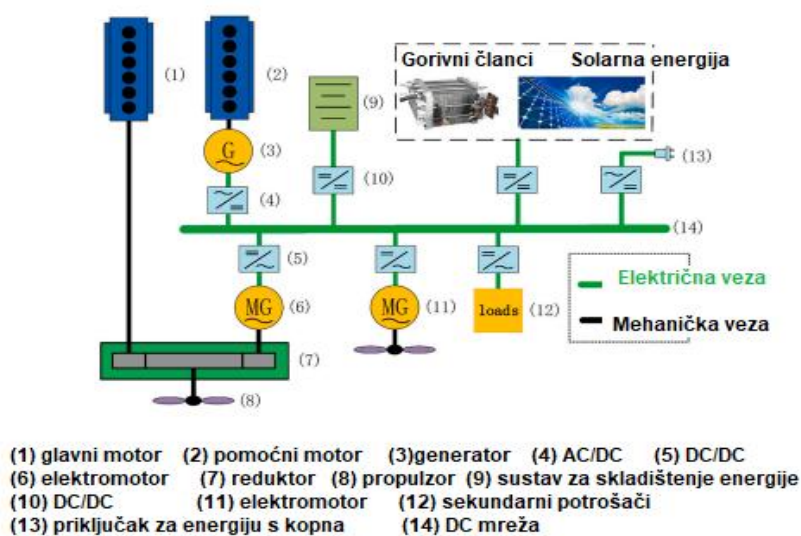 Gorivni članci Solarna energija
(1)
(2)
(9)
G
(3)
(13)
(10)
(4)
(14)
(5)
Električna veza
MG
(6)
MG
(11)
loads
(12)
Mehanička veza
(7)
(8)
(1) glavni motor (2) pomoćni motor (3)generator (4) AC/DC (5) DC/DC
(6) elektromotor (7) reduktor (8) propulzor (9) sustav za skladištenje energije
(10) DC/DC (11) elektromotor (12) sekundarni potrošači
(13) priključak za energiju s kopna (14) DC mreža